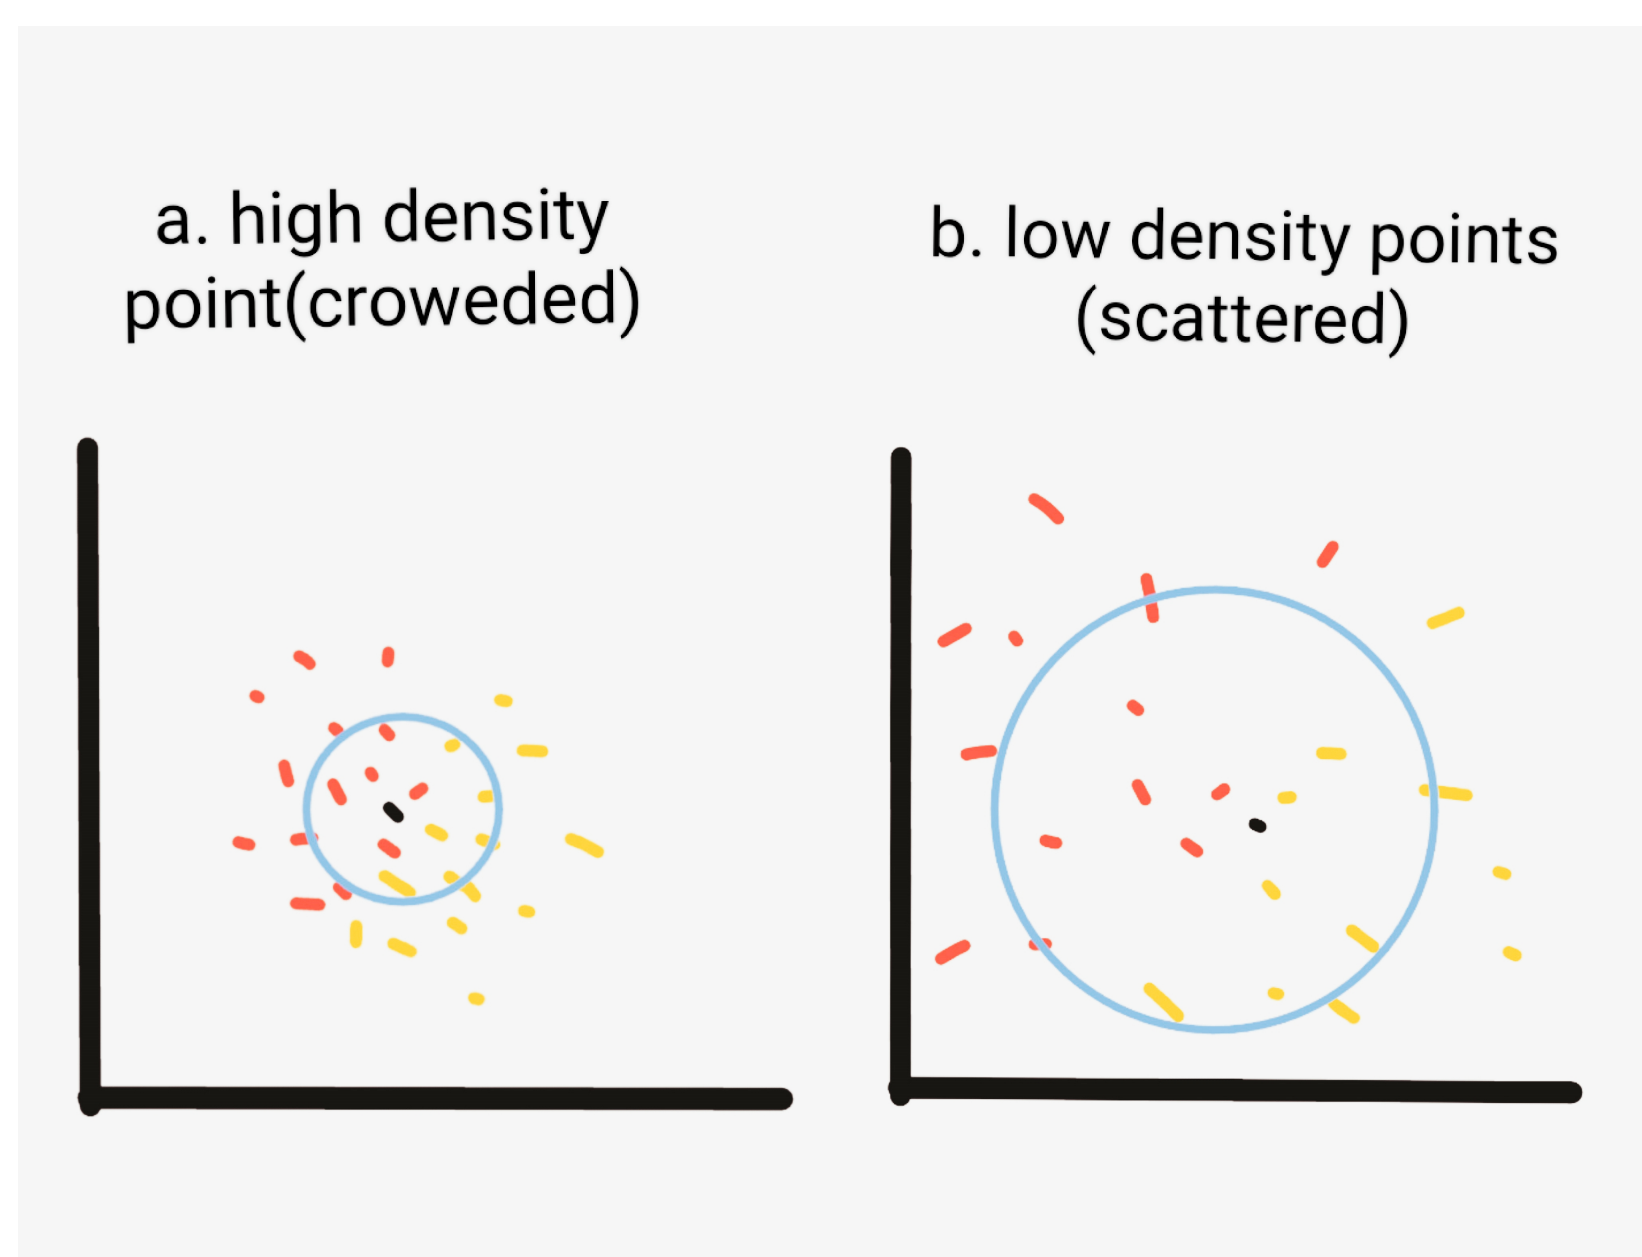 a. high density
point(croweded)
b. low density points
(scattered)